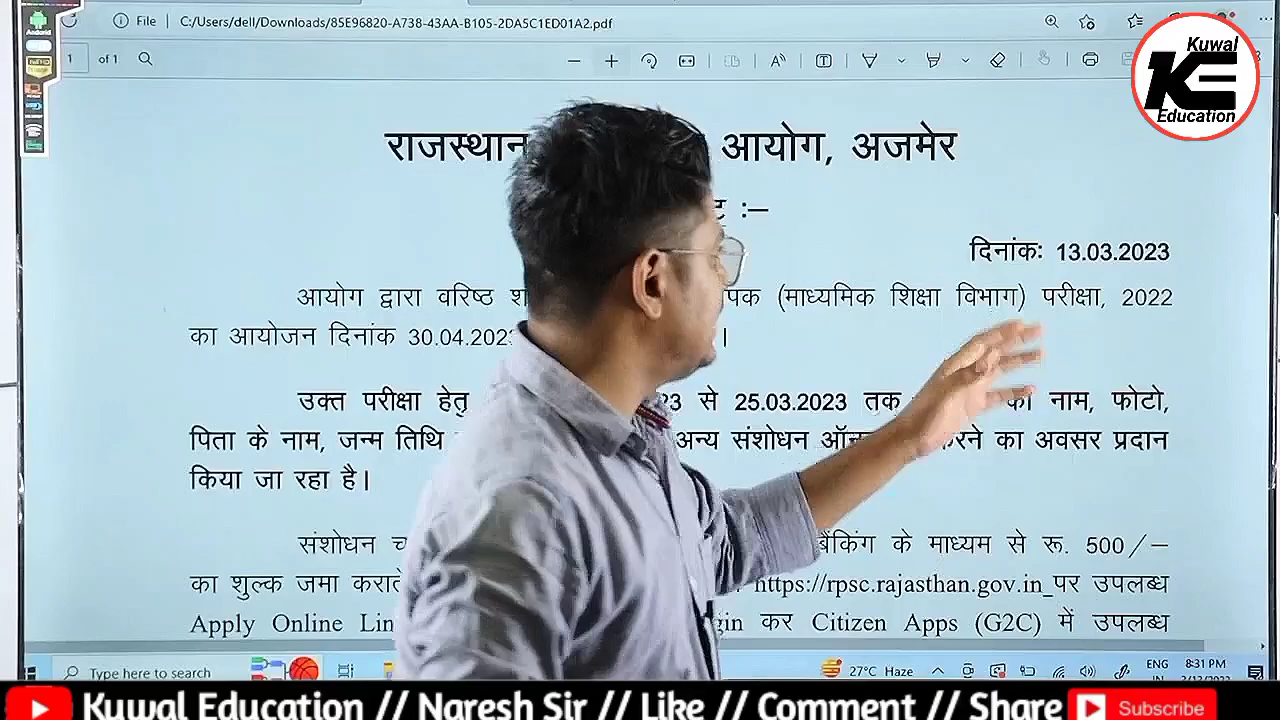 File C:/Users/dell/Downloads/85E96820-A738-43AA-B105-2DA5C1ED01A2.pdf
1 of 1
Kuwal
KE
Education
राजस्थान आयोग, अजमेर
:–
दिनांकः 13.03.2023
आयोग द्वारा वरिष्ठ (माध्यमिक शिक्षा विभाग) परीक्षा, 2022
का आयोजन दिनांक 30.04.2023 ।
उक्त परीक्षा हेतु से 25.03.2023 तक नाम, फोटो,
पिता के नाम, जन्म तिथि अन्य संशोधन करने का अवसर प्रदान
किया जा रहा है।
संशोधन बैंकिंग के माध्यम से रू. 500/–
का शुल्क जमा https://rpsc.rajasthan.gov.in पर उपलब्ध
Apply Online कर Citizen Apps (G2C) में उपलब्ध
Type here to search 27°C Haze ENG 8:31 PM
Kuwal Education // Naresh Sir // Like // Comment // Share Subscribe